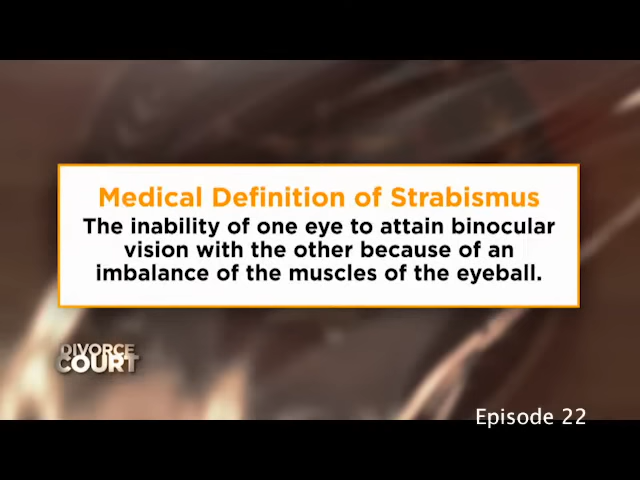 Medical Definition of Strabismus
The inability of one eye to attain binocular
vision with the other because of an
imbalance of the muscles of the eyeball.
DIVORCE
COURT
Episode 22